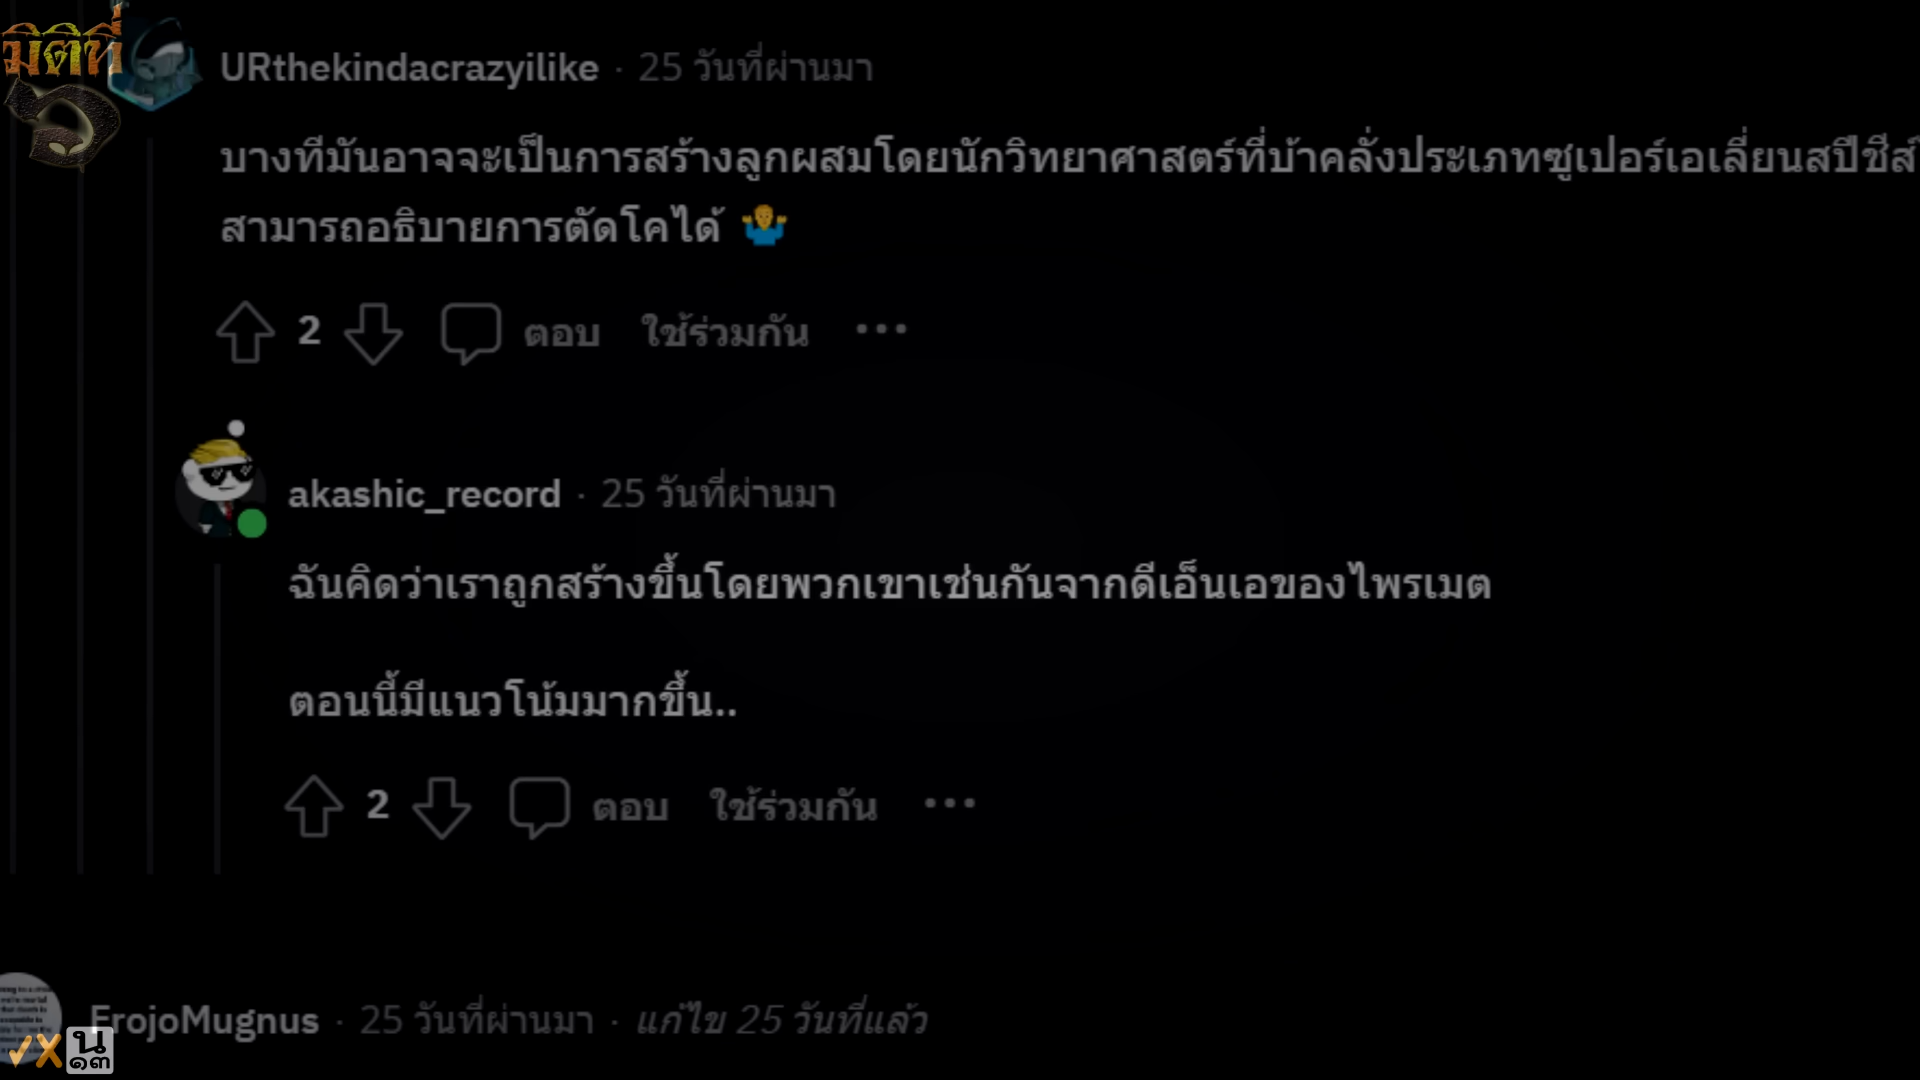 มิติที่
๖
URthekindacrazyilike · 25 วันที่ผ่านมา
บางทีมันอาจจะเป็นการสร้างลูกผสมโดยนักวิทยาศาสตร์ที่บ้าคลั่งประเภทซูเปอร์เอเลี่ยนสปีชีส์
สามารถอธิบายการตัดโคได้ 🤷‍♂️
2 ตอบ ใช้ร่วมกัน ...
akashic_record · 25 วันที่ผ่านมา
ฉันคิดว่าเราถูกสร้างขึ้นโดยพวกเขาเช่นกันจากดีเอ็นเอของไพรเมต
ตอนนี้มีแนวโน้มมากขึ้น..
2 ตอบ ใช้ร่วมกัน ...
ErojoMugnus · 25 วันที่ผ่านมา · แก้ไข 25 วันที่แล้ว
น
๑๓